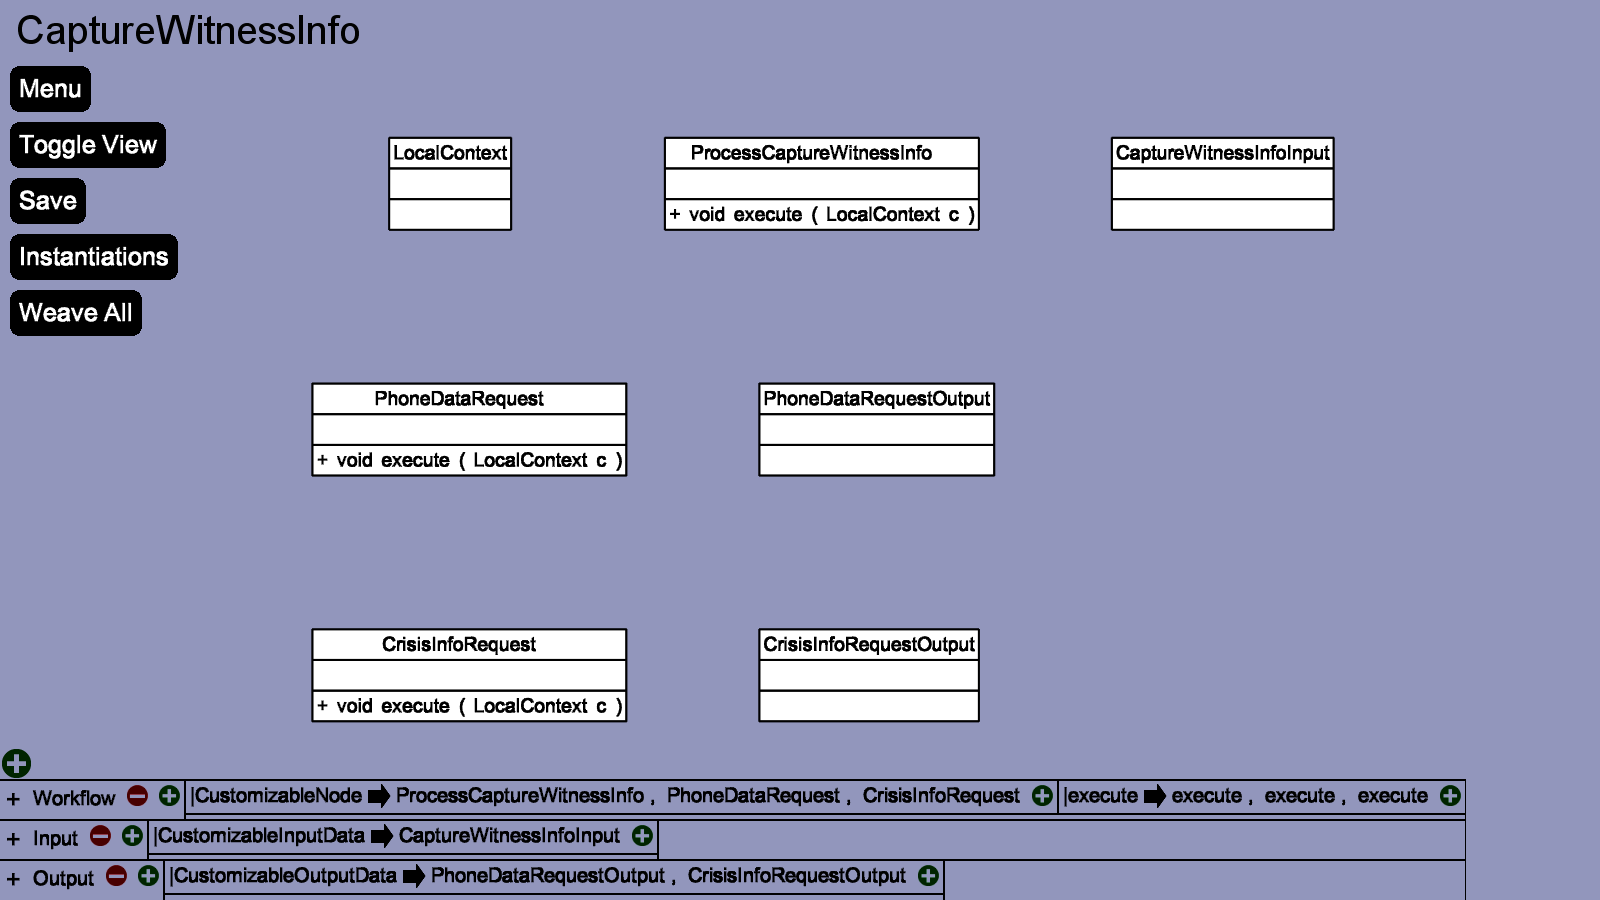 CaptureWitnessInfo
Menu
Toggle View
Save
Instantiations
Weave All
LocalContext
ProcessCaptureWitnessInfo
+ void execute ( LocalContext c )
CaptureWitnessInfoInput
PhoneDataRequest
+ void execute ( LocalContext c )
PhoneDataRequestOutput
CrisisInfoRequest
+ void execute ( LocalContext c )
CrisisInfoRequestOutput
+ Workflow |CustomizableNode ProcessCaptureWitnessInfo , PhoneDataRequest , CrisisInfoRequest |execute execute , execute , execute
+ Input |CustomizableInputData CaptureWitnessInfoInput
+ Output |CustomizableOutputData PhoneDataRequestOutput , CrisisInfoRequestOutput